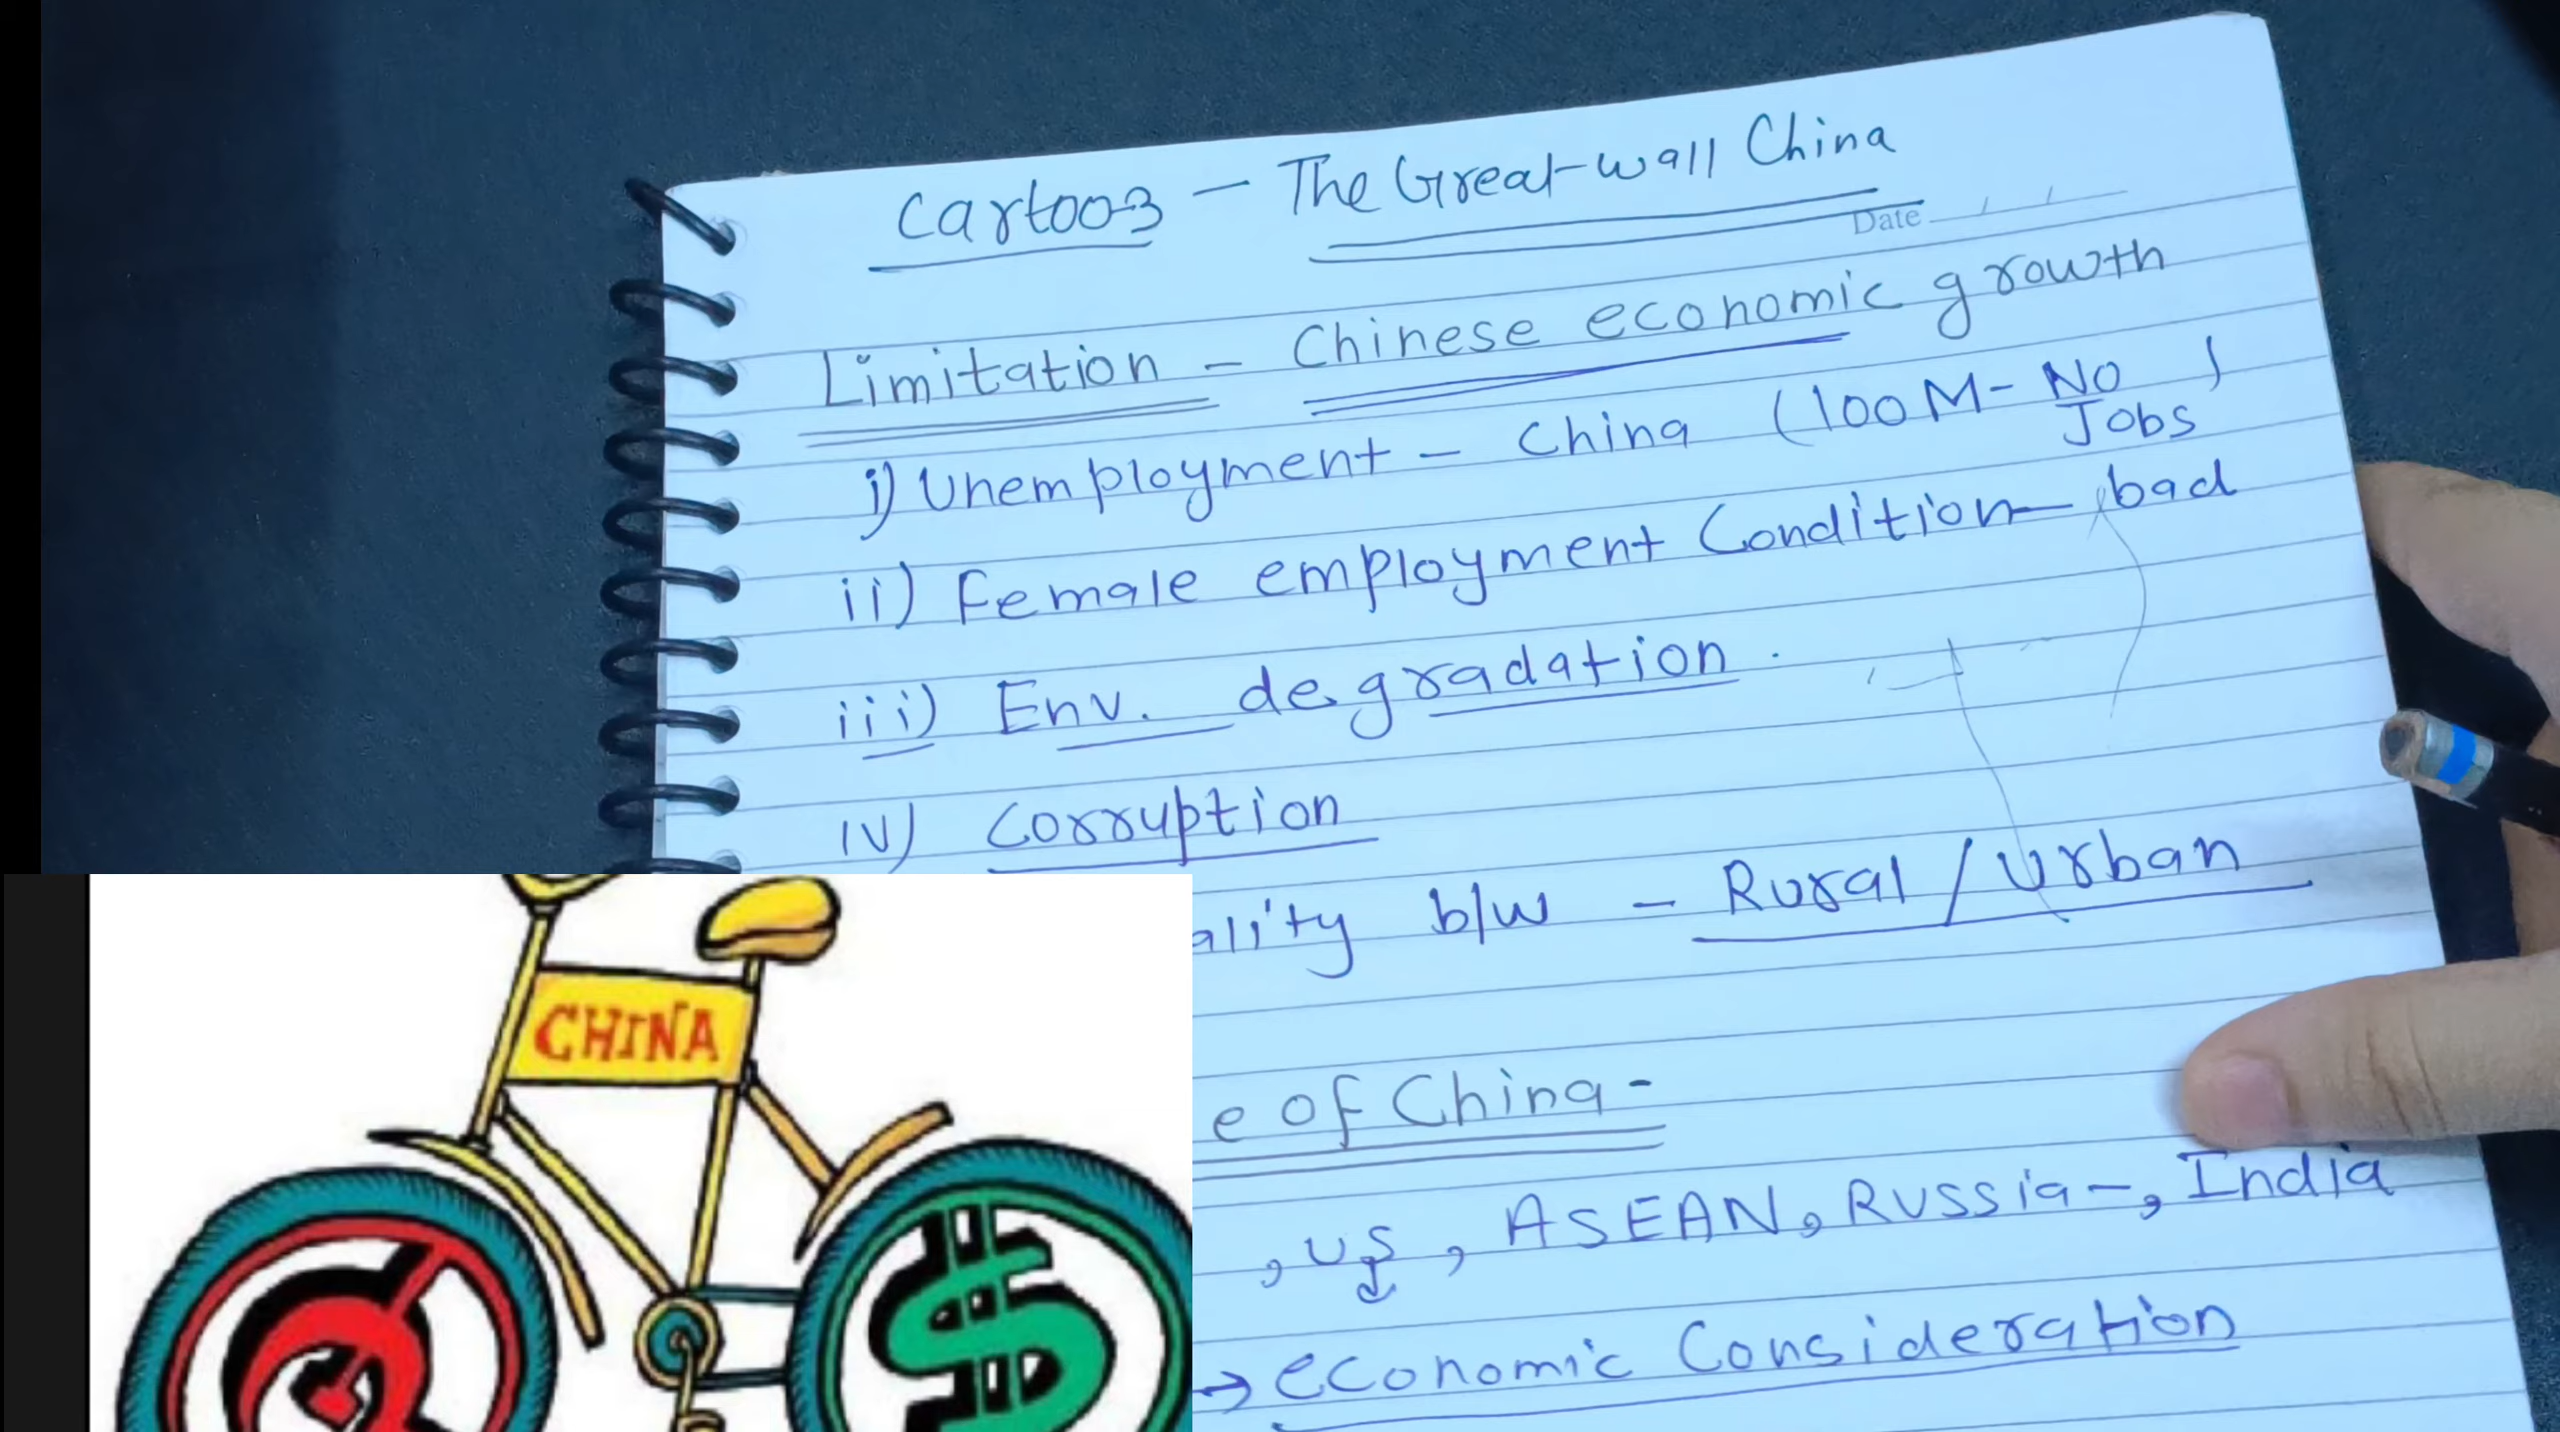 Cartoo3 - The Great-wall China
Date
Limitation - Chinese economic growth
i) Unemployment - China (100M- No Jobs)
ii) Female employment Condition - bad
iii) Env. degradation.
iv) Corruption
ality b/w - Rural / Urban
e of China -
, US, ASEAN, Russia -, India
→ economic Consideration
CHINA
$